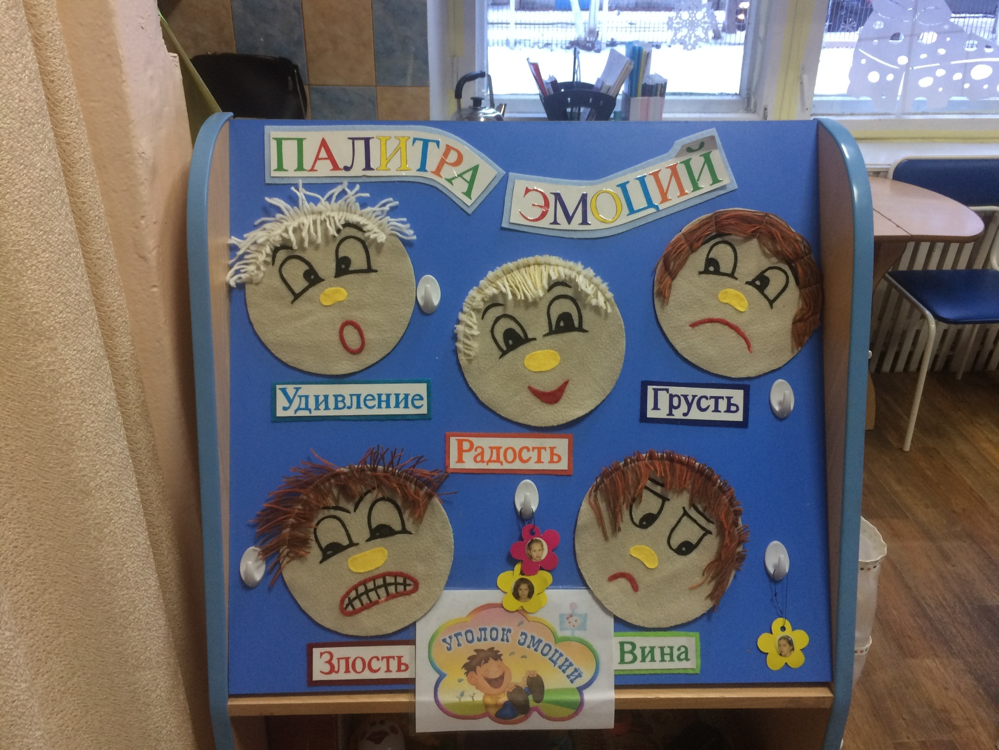 ПАЛИТРА
ЭМОЦИЙ
Удивление
Грусть
Радость
Злость
Вина
УГОЛОК ЭМОЦИЙ